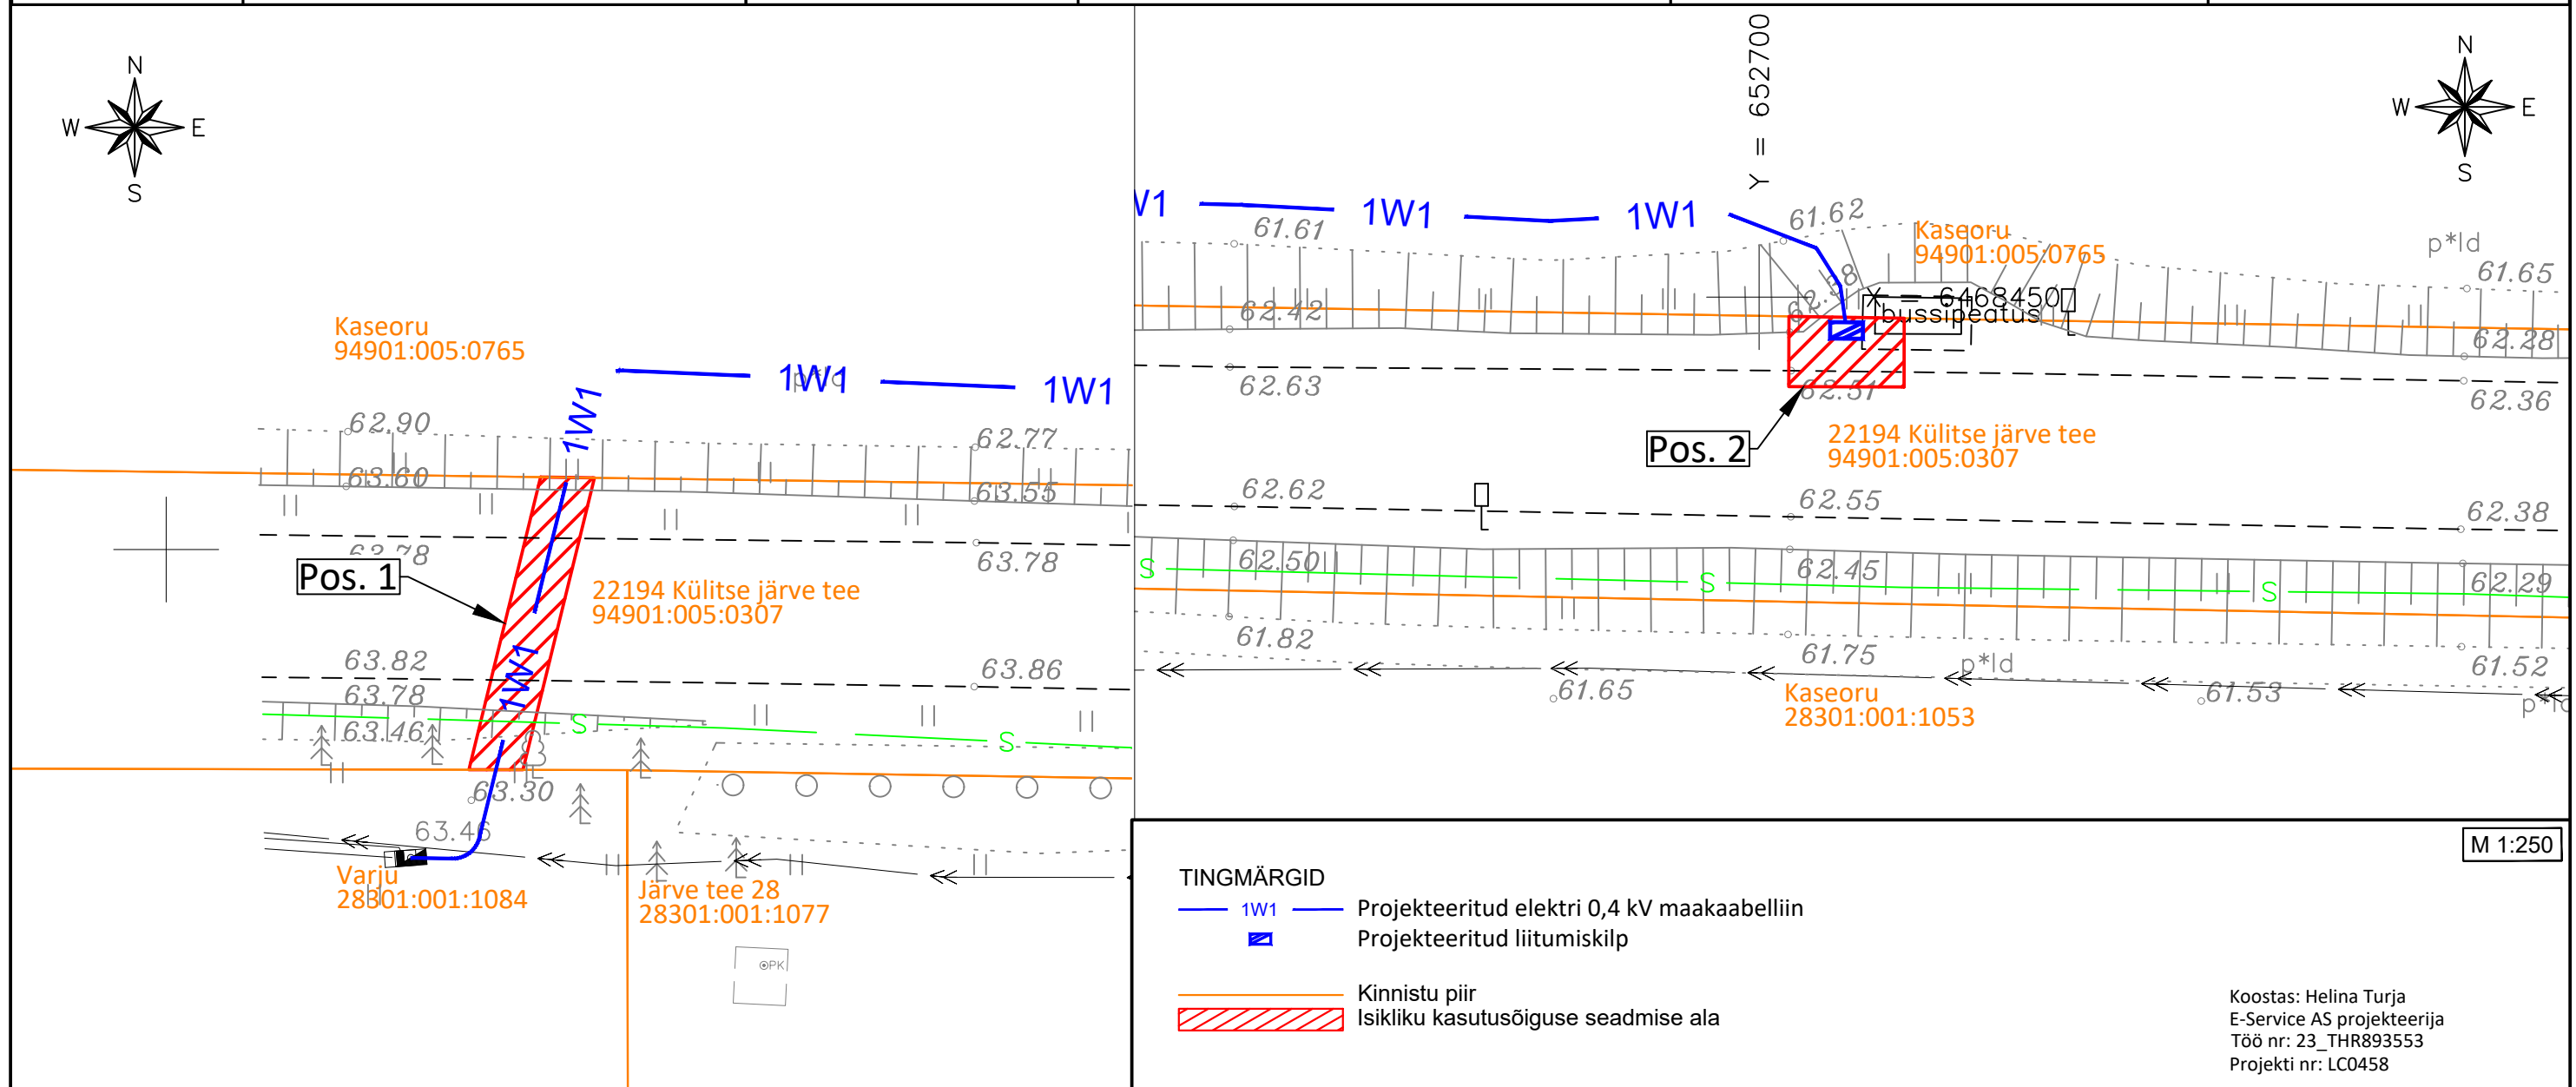 N
W E
S
Kaseoru
94901:005:0765
1W1
1W1
1W1
p*ld
62.90
62.77
63.60
63.55
63.78
63.78
Pos. 1
22194 Külitse järve tee
94901:005:0307
1W1
63.82
63.86
63.78
63.46
S
S
63.30
63.46
Varju
28301:001:1084
Järve tee 28
28301:001:1077
PK
Y = 652700
N
W E
S
1W1
1W1
61.61
61.62
Kaseoru
94901:005:0765
p*ld
61.65
62.42
X = 6468450
bussipeatus
62.28
62.63
62.51
62.36
Pos. 2
22194 Külitse järve tee
94901:005:0307
62.62
62.55
62.38
62.50
62.45
62.29
S
S
S
61.82
61.75
p*ld
61.52
61.65
Kaseoru
28301:001:1053
61.53
M 1:250
TINGMÄRGID
1W1 Projekteeritud elektri 0,4 kV maakaabelliin
Projekteeritud liitumiskilp
Kinnistu piir
Isikliku kasutusõiguse seadmise ala
Koostas: Helina Turja
E-Service AS projekteerija
Töö nr: 23_THR893553
Projekti nr: LC0458